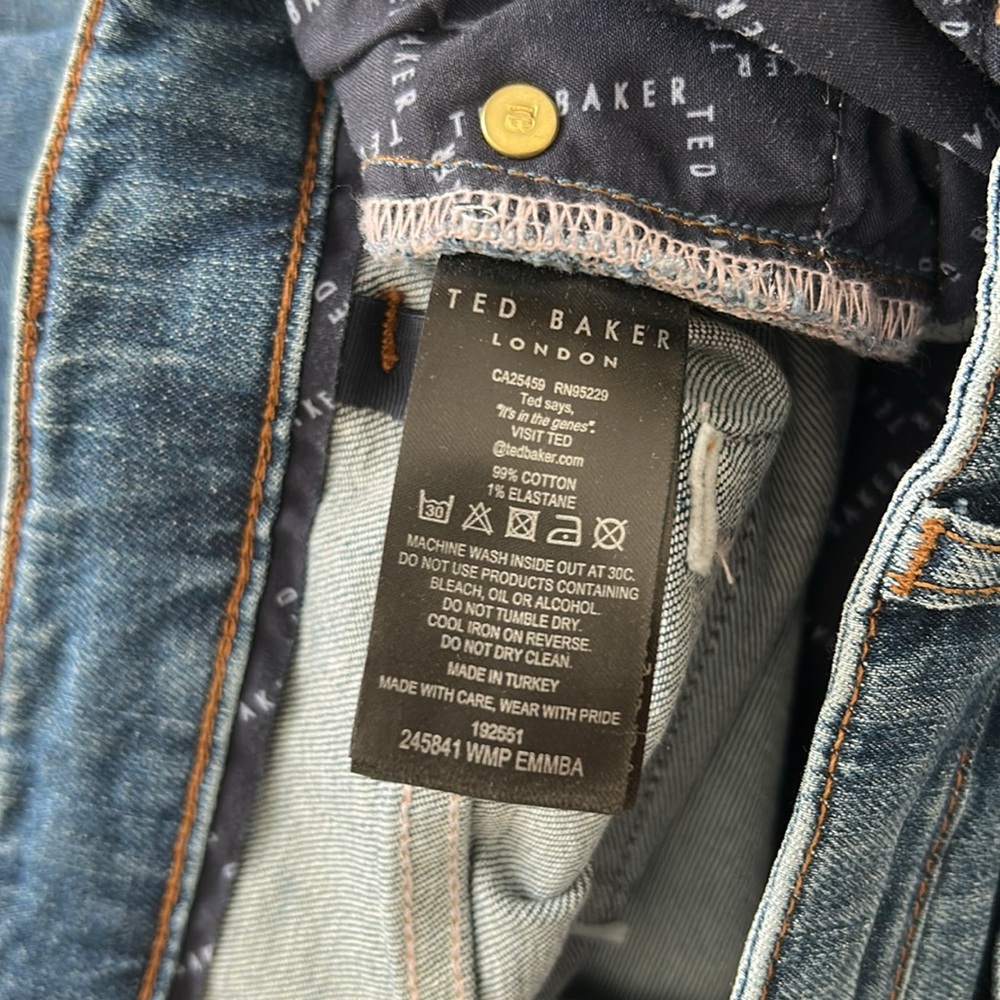 BAKER
TED
TED BAKER
LONDON
CA25459 RN95229
Ted says,
"It's in the genes".
VISIT TED
@tedbaker.com
99% COTTON
1% ELASTANE
30
MACHINE WASH INSIDE OUT AT 30C.
DO NOT USE PRODUCTS CONTAINING
BLEACH, OIL OR ALCOHOL.
DO NOT TUMBLE DRY.
COOL IRON ON REVERSE.
DO NOT DRY CLEAN.
MADE IN TURKEY
MADE WITH CARE, WEAR WITH PRIDE
192551
245841 WMP EMMBA